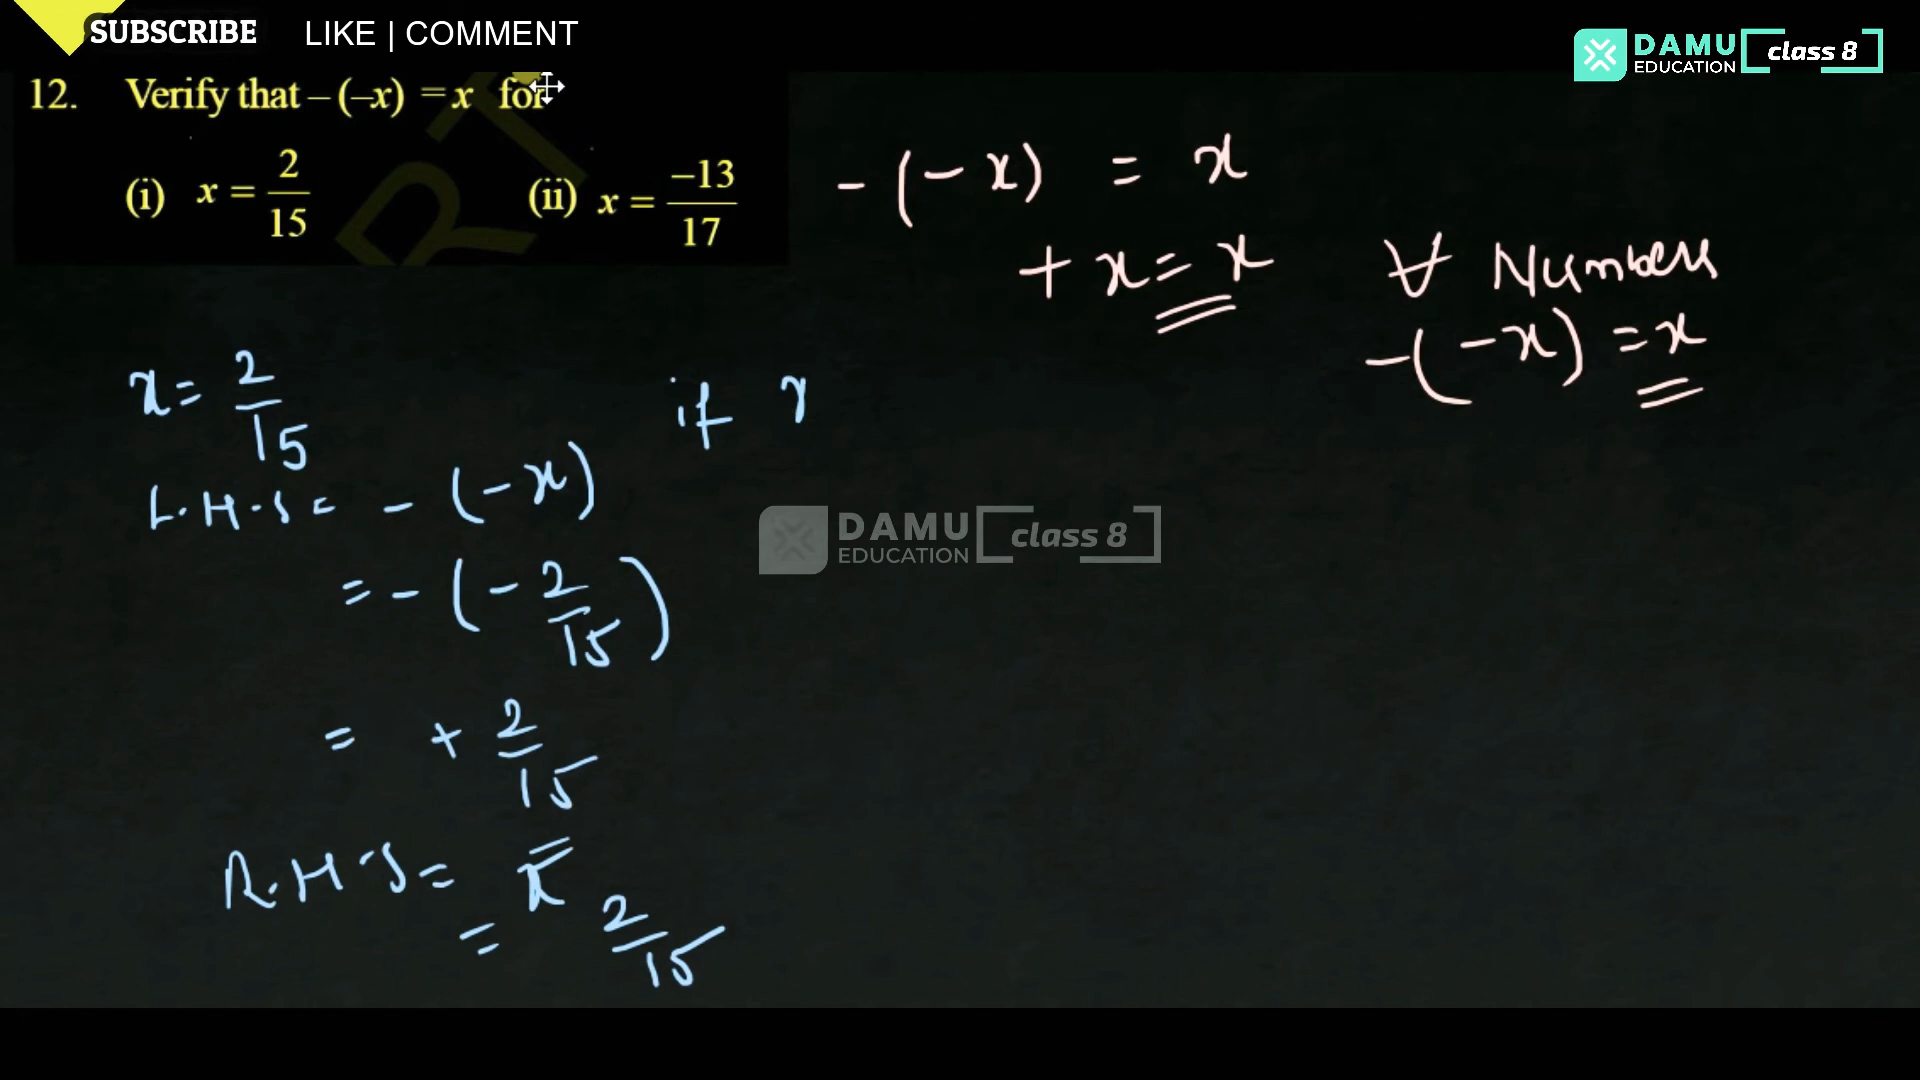 SUBSCRIBE LIKE | COMMENT
DAMU EDUCATION class 8
12. Verify that –(–x) = x for
(i) x = 2/15 (ii) x = –13/17
-(-x) = x
+x = x ∀ Numbers
-(-x) = x
x = 2/15 if x
L.H.S = -(-x)
= -(-2/15)
DAMU EDUCATION class 8
= +2/15
R.H.S = x
= 2/15